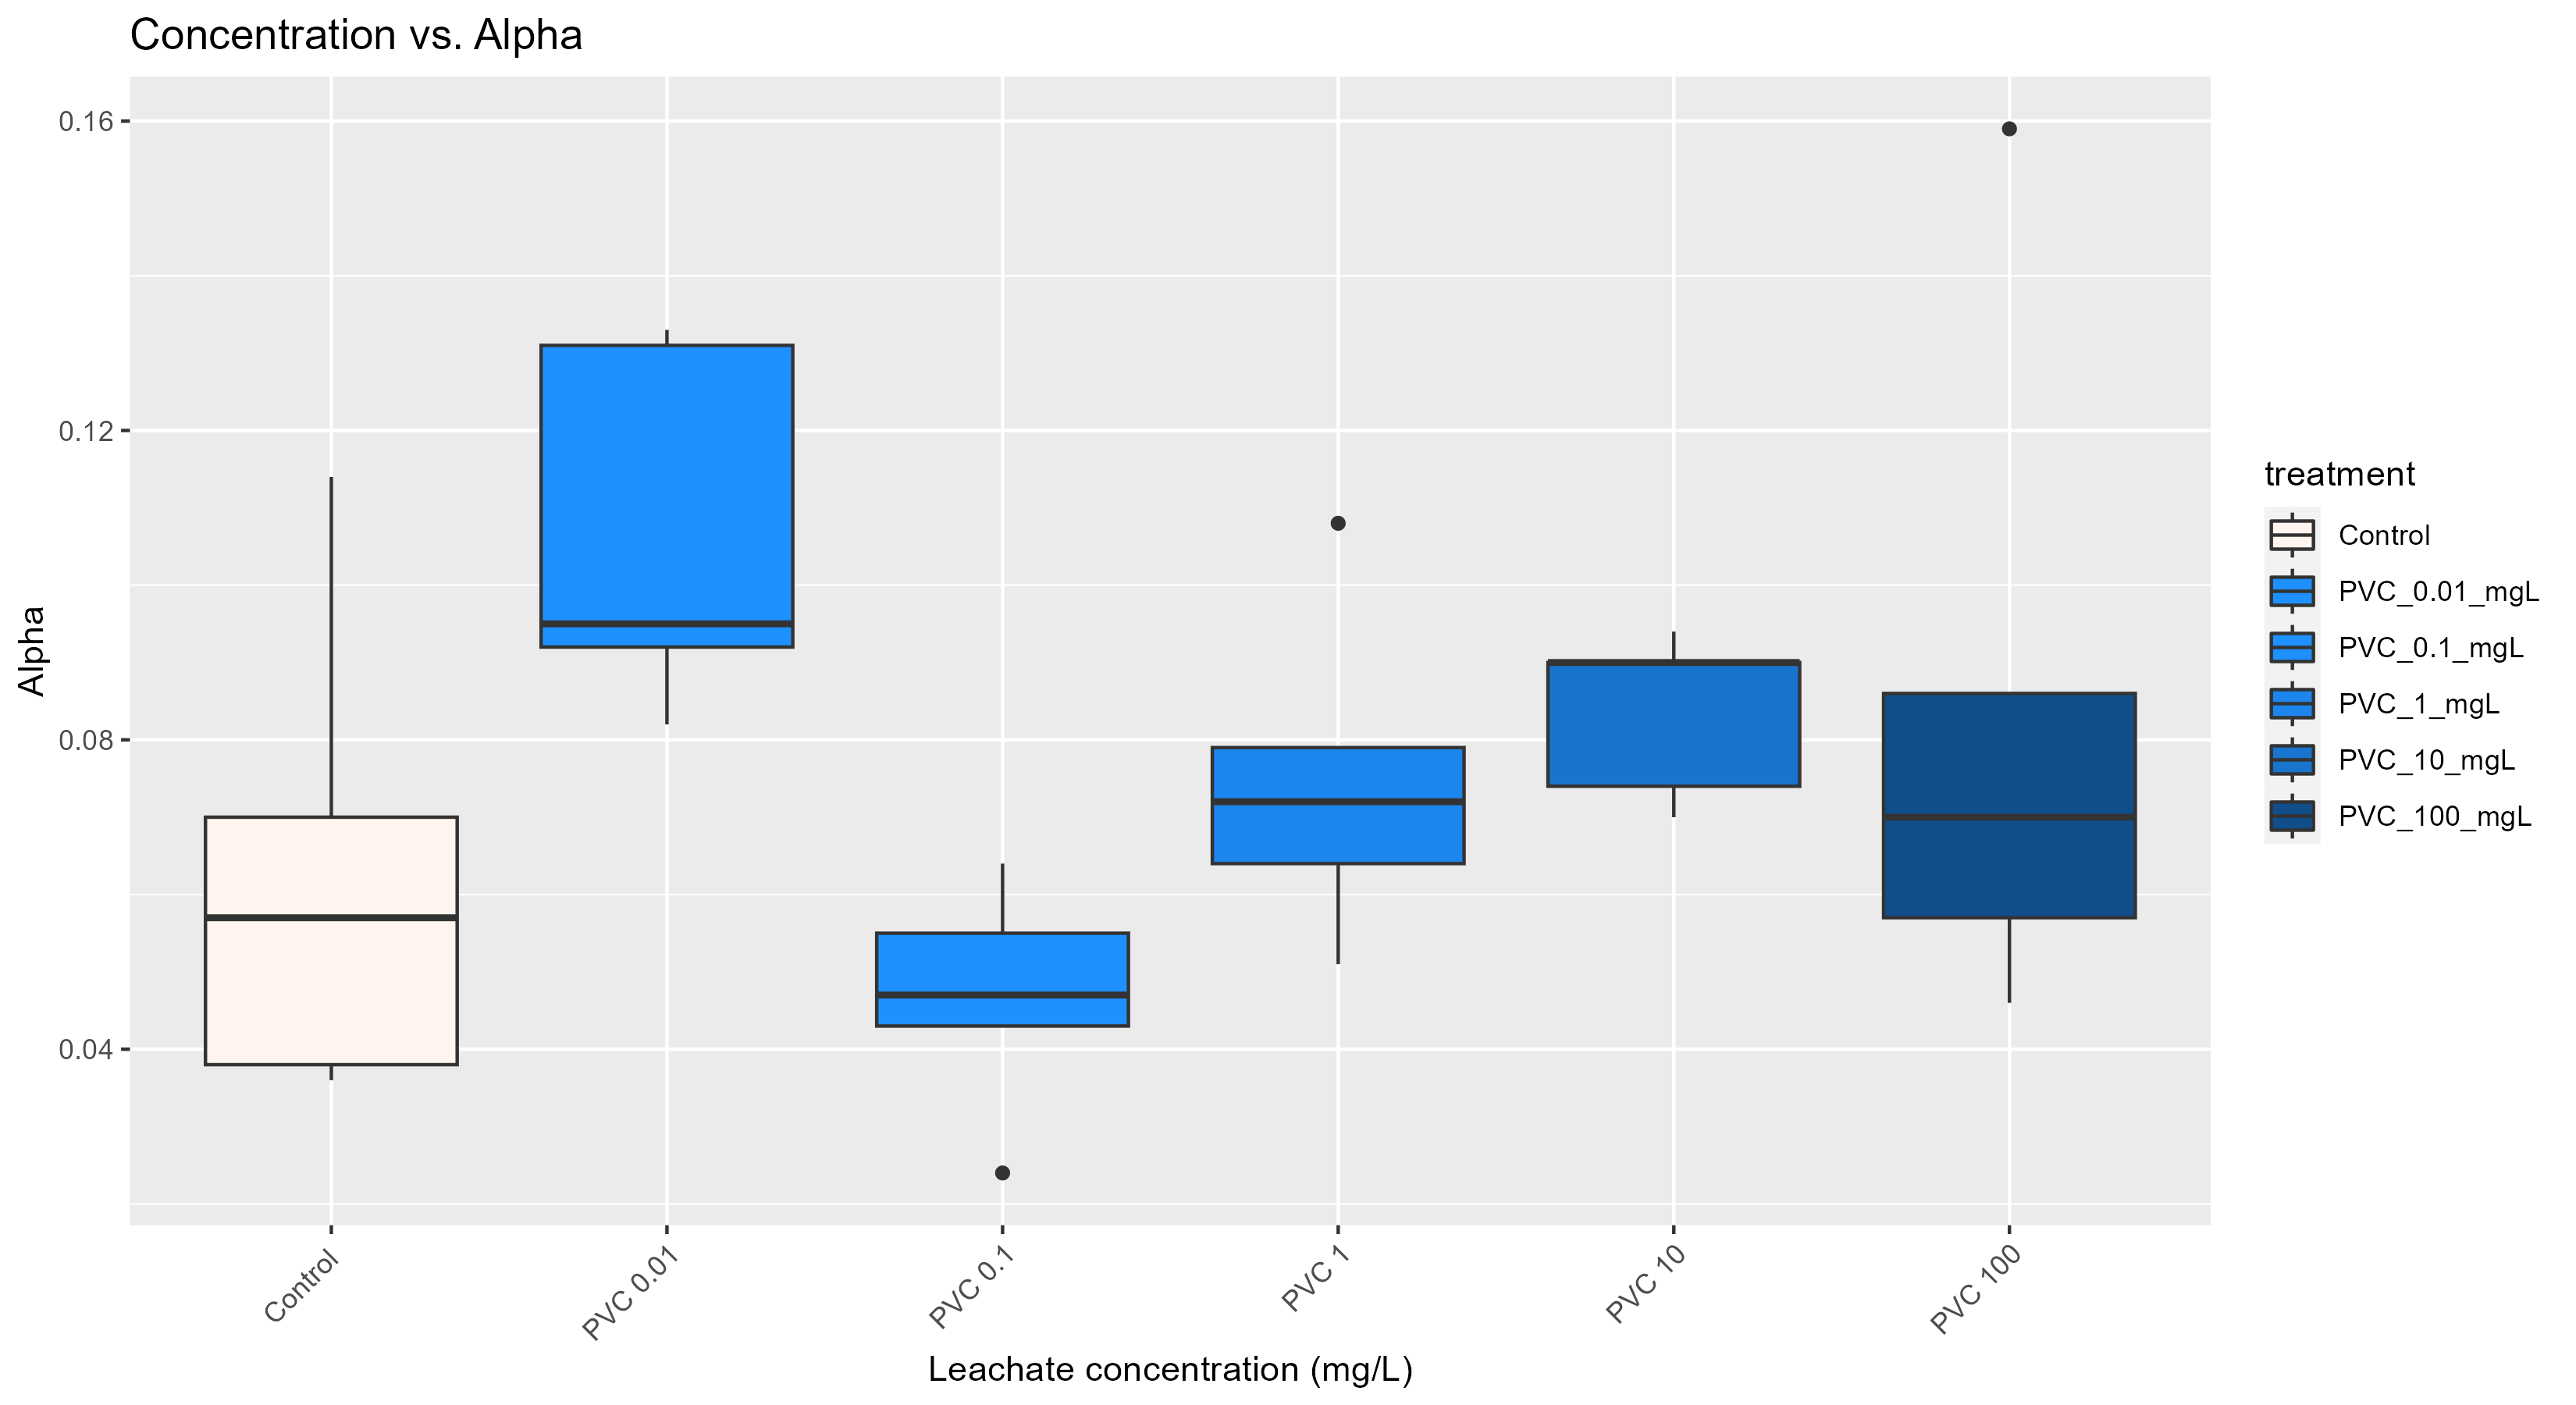 Concentration vs. Alpha
0.16
0.12
0.08
0.04
Alpha
Control
PVC 0.01
PVC 0.1
PVC 1
PVC 10
PVC 100
Leachate concentration (mg/L)
treatment
Control
PVC_0.01_mgL
PVC_0.1_mgL
PVC_1_mgL
PVC_10_mgL
PVC_100_mgL